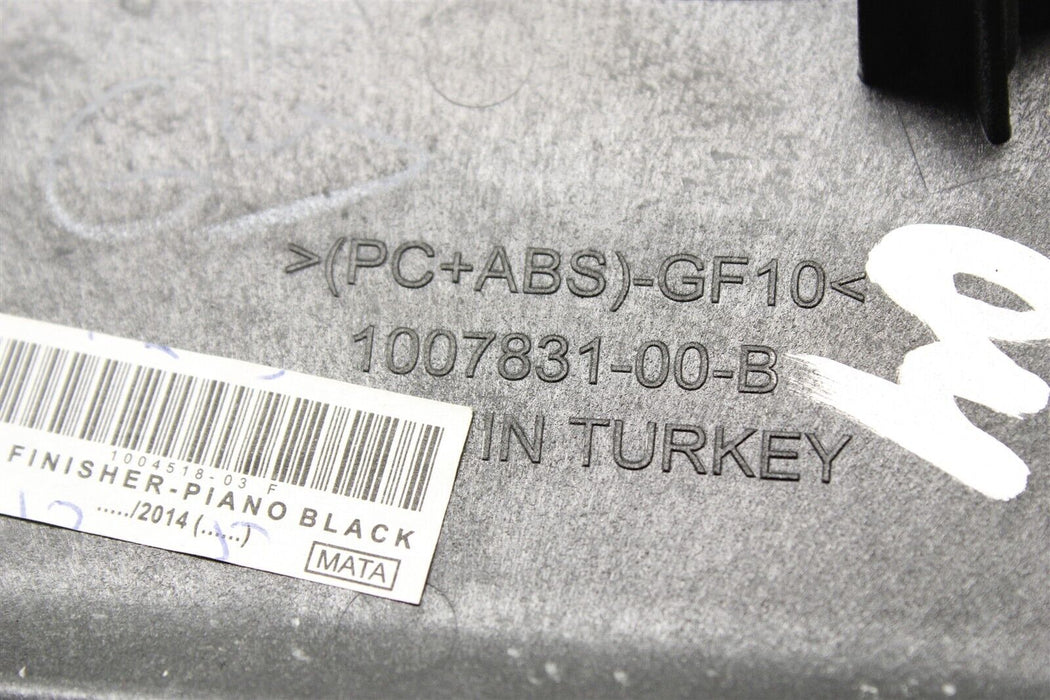 >(PC+ABS)-GF10<
1007831-00-B
IN TURKEY
1004518-03 F
FINISHER-PIANO BLACK
...../2014 (......)
MATA